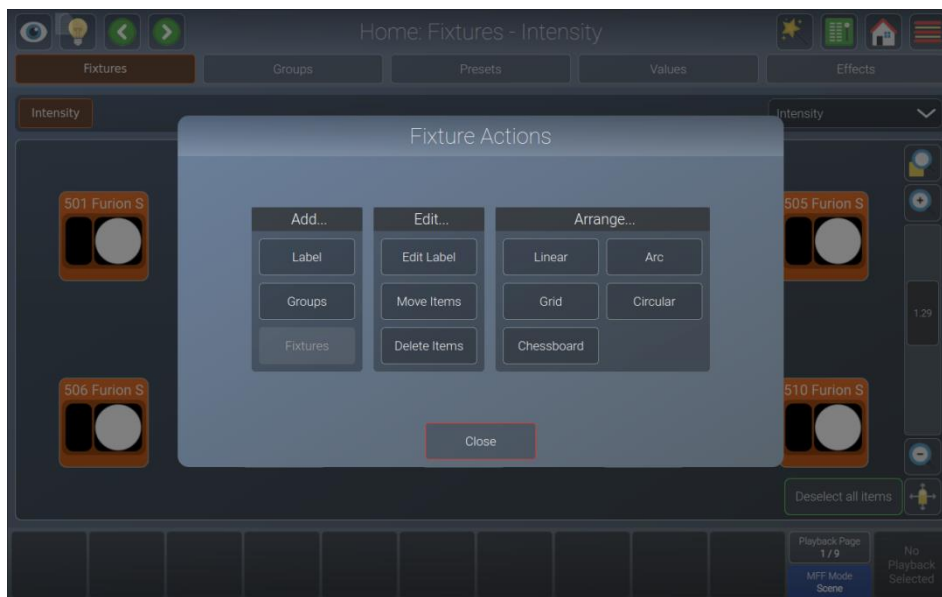 Home: Fixtures - Intensity
Fixtures
Groups
Presets
Values
Effects
Intensity
Intensity
Fixture Actions
501 Furion S
505 Furion S
Add...
Edit...
Arrange...
Label
Edit Label
Linear
Arc
Groups
Move Items
Grid
Circular
1.29
Fixtures
Delete Items
Chessboard
506 Furion S
510 Furion S
Close
Deselect all items
Playback Page
1 / 9
MFF Mode
Scene
No
Playback
Selected